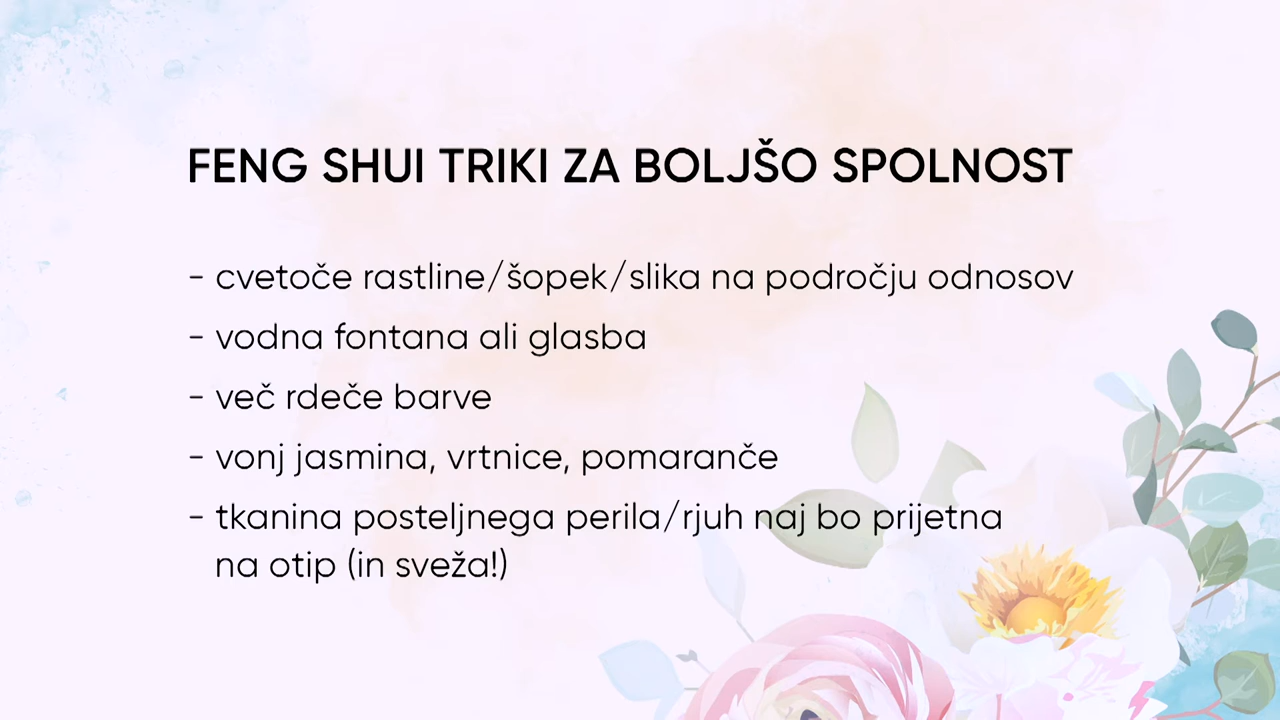 FENG SHUI TRIKI ZA BOLJŠO SPOLNOST
- cvetoče rastline/šopek/slika na področju odnosov
- vodna fontana ali glasba
- več rdeče barve
- vonj jasmina, vrtnice, pomaranče
- tkanina posteljnega perila/rjuh naj bo prijetna
na otip (in sveža!)